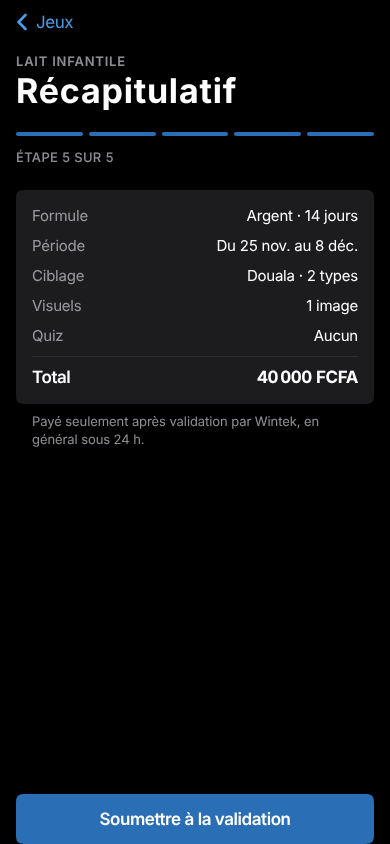 Jeux
LAIT INFANTILE
Récapitulatif
ÉTAPE 5 SUR 5
Formule Argent · 14 jours
Période Du 25 nov. au 8 déc.
Ciblage Douala · 2 types
Visuels 1 image
Quiz Aucun
Total 40 000 FCFA
Payé seulement après validation par Wintek, en
général sous 24 h.
Soumettre à la validation